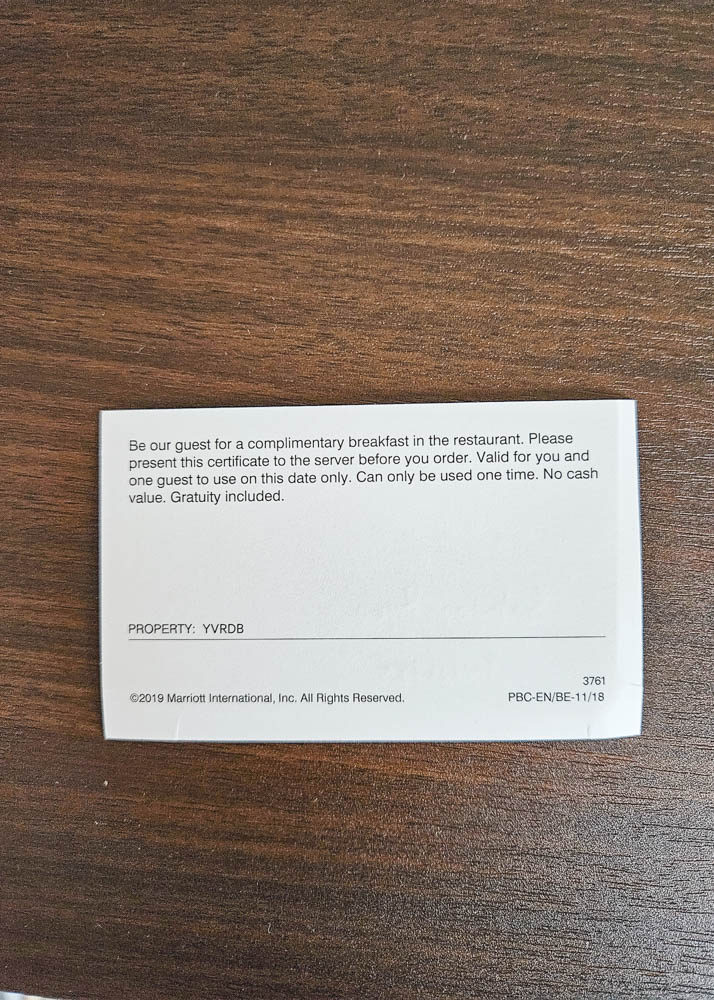 Be our guest for a complimentary breakfast in the restaurant. Please
present this certificate to the server before you order. Valid for you and
one guest to use on this date only. Can only be used one time. No cash
value. Gratuity included.
PROPERTY: YVRDB
3761
©2019 Marriott International, Inc. All Rights Reserved. PBC-EN/BE-11/18